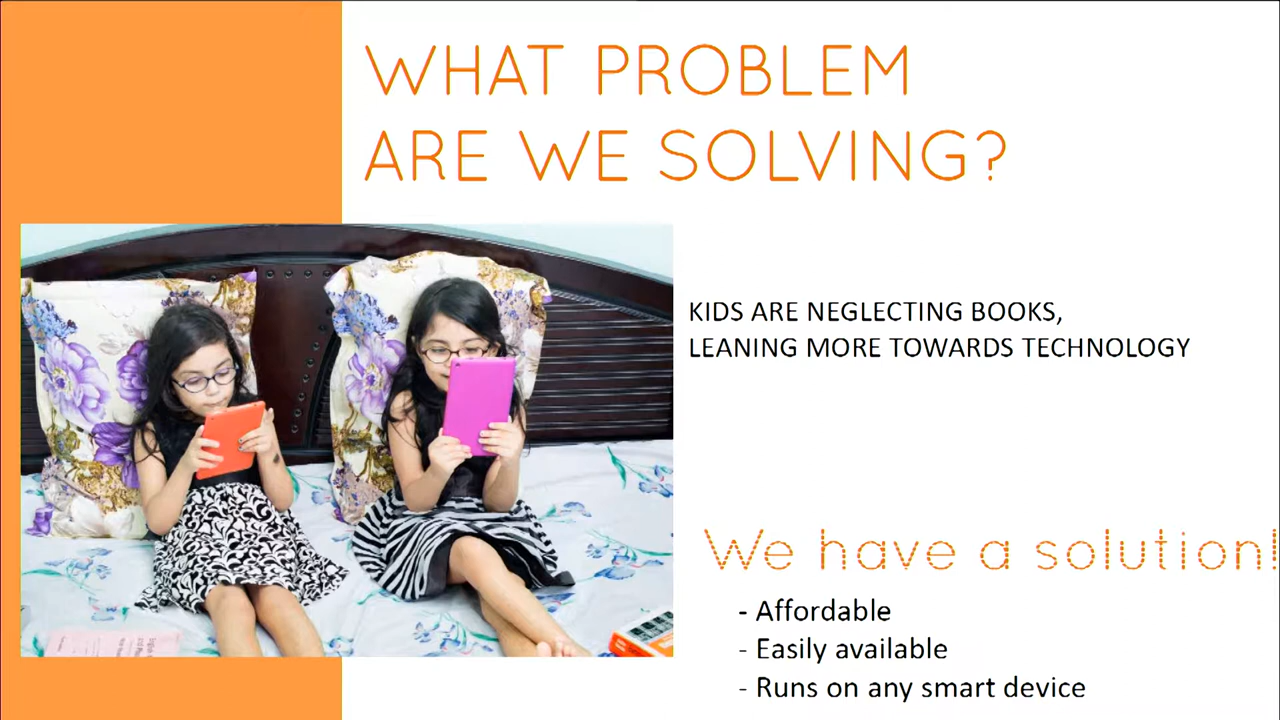 WHAT PROBLEM
ARE WE SOLVING?
KIDS ARE NEGLECTING BOOKS,
LEANING MORE TOWARDS TECHNOLOGY
We have a solution!
- Affordable
- Easily available
- Runs on any smart device